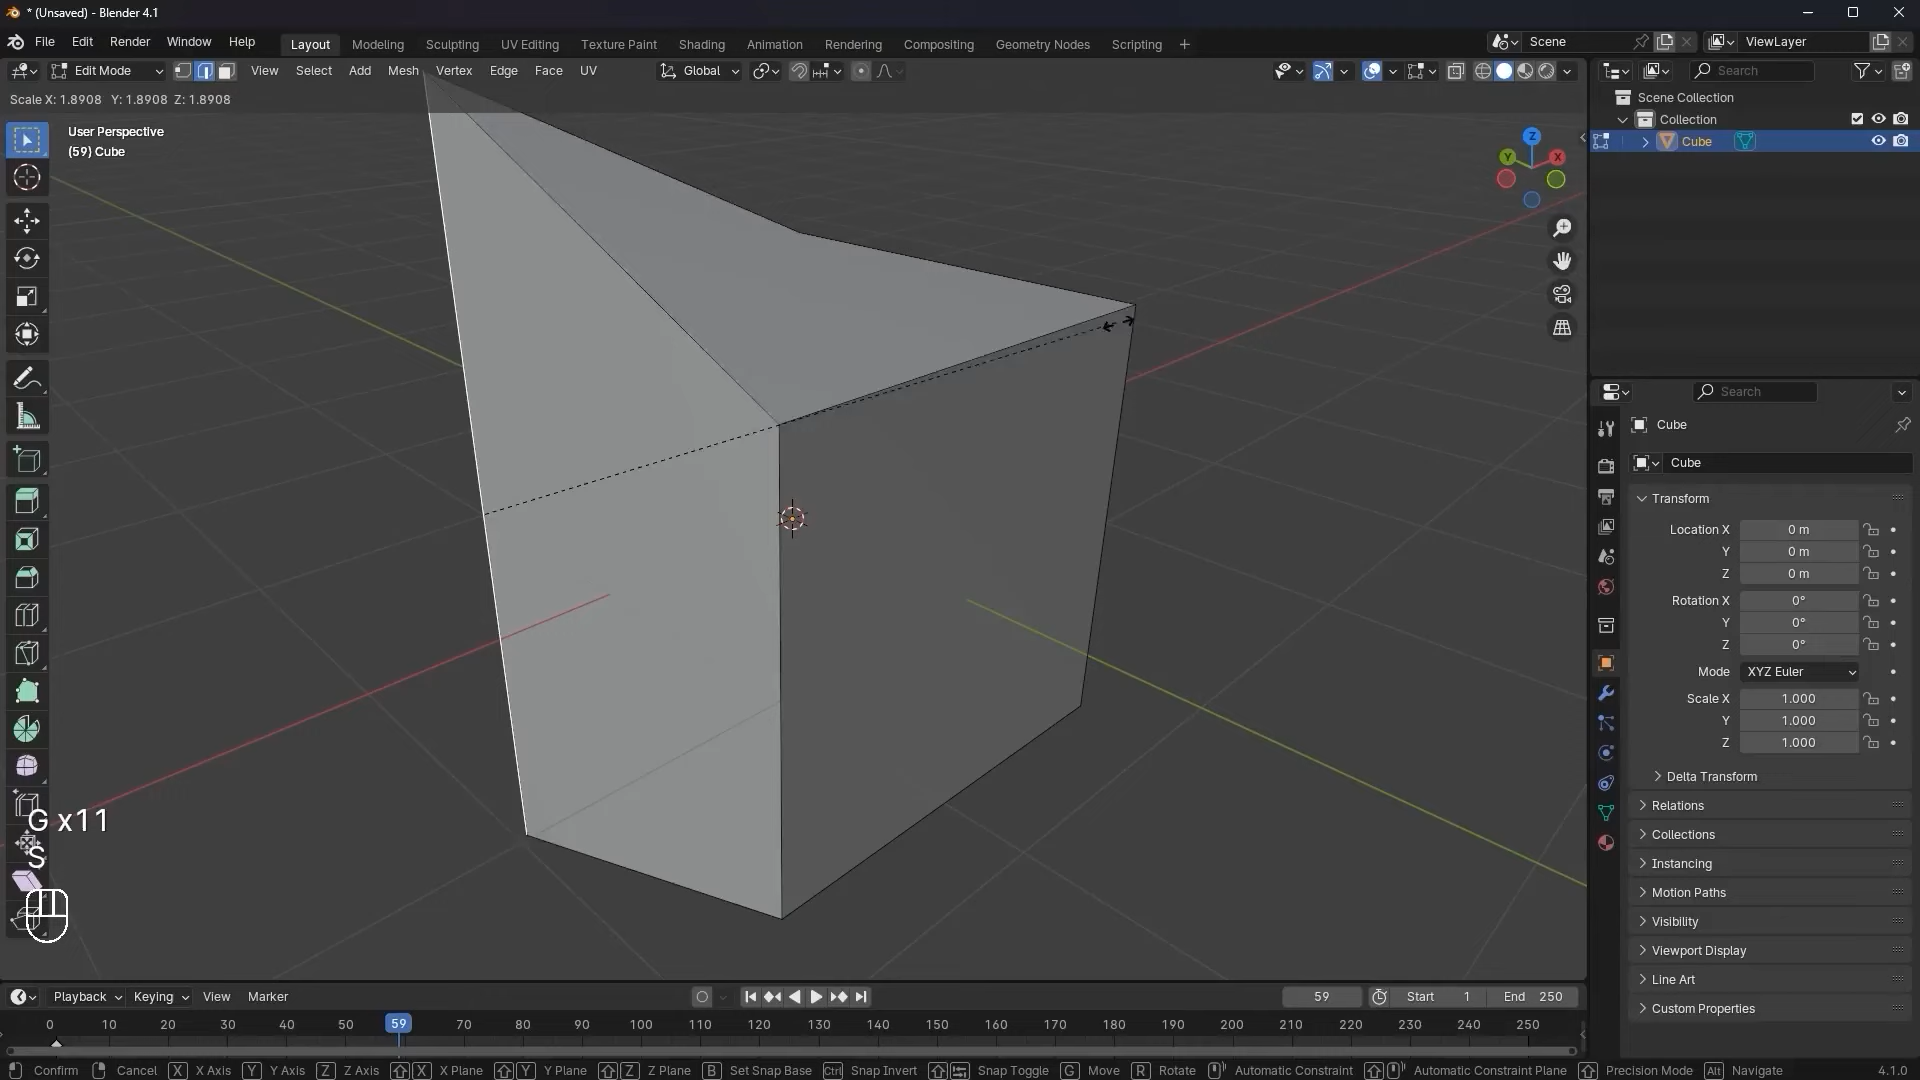 * (Unsaved) - Blender 4.1
File Edit Render Window Help
Layout Modeling Sculpting UV Editing Texture Paint Shading Animation Rendering Compositing Geometry Nodes Scripting +
Scene
ViewLayer
Edit Mode
View Select Add Mesh Vertex Edge Face UV
Global
Search
Scale X: 1.8908 Y: 1.8908 Z: 1.8908
User Perspective
(59) Cube
Z
Y
X
Scene Collection
Collection
Cube
Search
Cube
Cube
Transform
Location X 0 m
Y 0 m
Z 0 m
Rotation X 0°
Y 0°
Z 0°
Mode XYZ Euler
Scale X 1.000
Y 1.000
Z 1.000
Delta Transform
Relations
Collections
Instancing
Motion Paths
Visibility
Viewport Display
Line Art
Custom Properties
G x11
S
Playback Keying View Marker
59
Start 1
End 250
0 10 20 30 40 50 59 70 80 90 100 110 120 130 140 150 160 170 180 190 200 210 220 230 240 250
Confirm Cancel X X Axis Y Y Axis Z Z Axis X X Plane Y Y Plane Z Z Plane B Set Snap Base Ctrl Snap Invert Snap Toggle G Move R Rotate Automatic Constraint Automatic Constraint Plane Precision Mode Alt Navigate 4.1.0